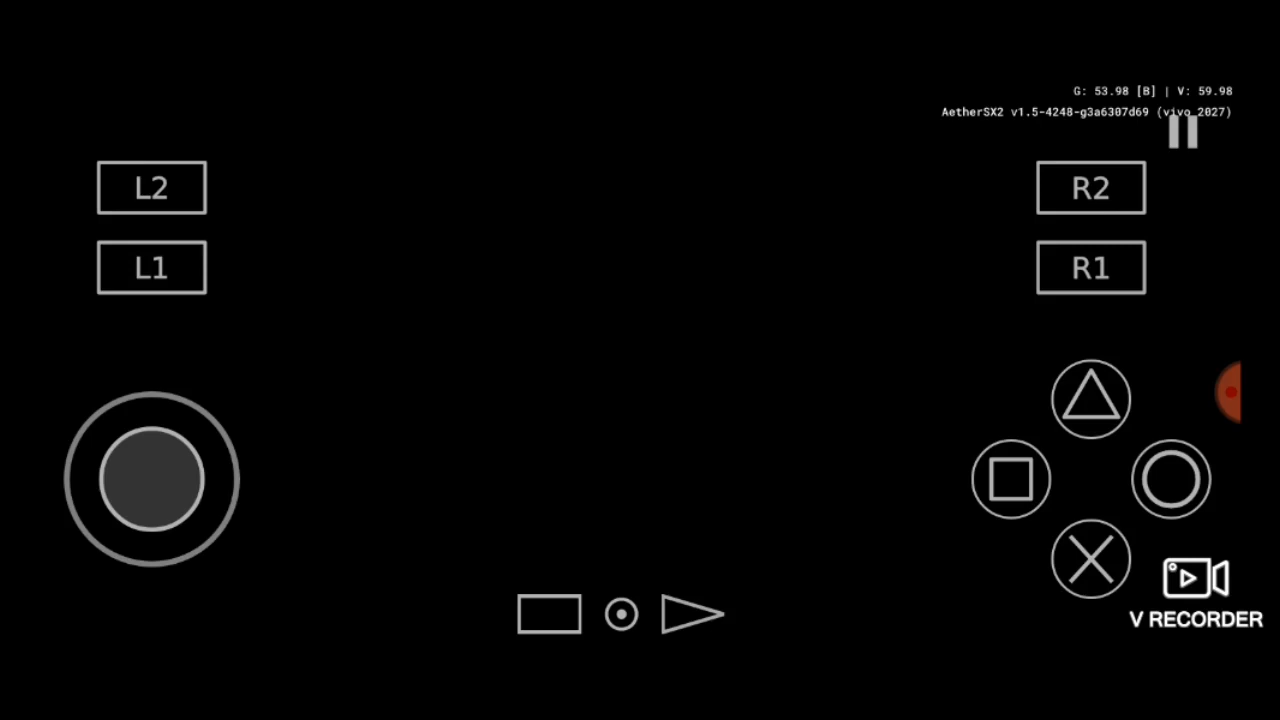 G: 53.98 [B] | V: 59.98
AetherSX2 v1.5-4248-g3a6307d69 (vivo 2027)
L2
R2
L1
R1
V RECORDER